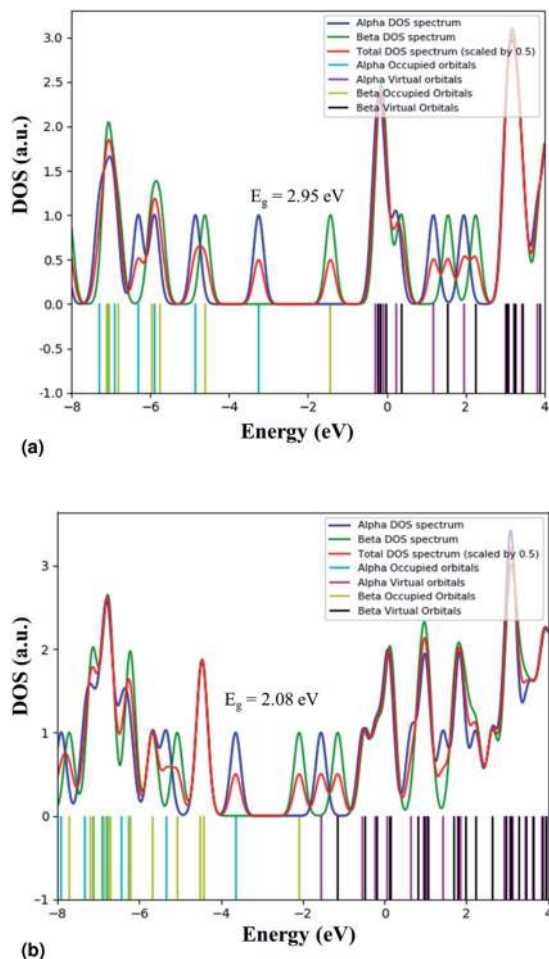 Alpha DOS spectrum
Beta DOS spectrum
Total DOS spectrum (scaled by 0.5)
Alpha Occupied orbitals
Alpha Virtual orbitals
Beta Occupied Orbitals
Beta Virtual Orbitals
E_g = 2.95 eV
DOS (a.u.)
3.0
2.5
2.0
1.5
1.0
0.5
0.0
-0.5
-1.0
−8
−6
−4
−2
0
2
4
Energy (eV)
(a)
Alpha DOS spectrum
Beta DOS spectrum
Total DOS spectrum (scaled by 0.5)
Alpha Occupied orbitals
Alpha Virtual orbitals
Beta Occupied Orbitals
Beta Virtual Orbitals
E_g = 2.08 eV
DOS (a.u.)
3
2
1
0
−1
−8
−6
−4
−2
0
2
4
Energy (eV)
(b)